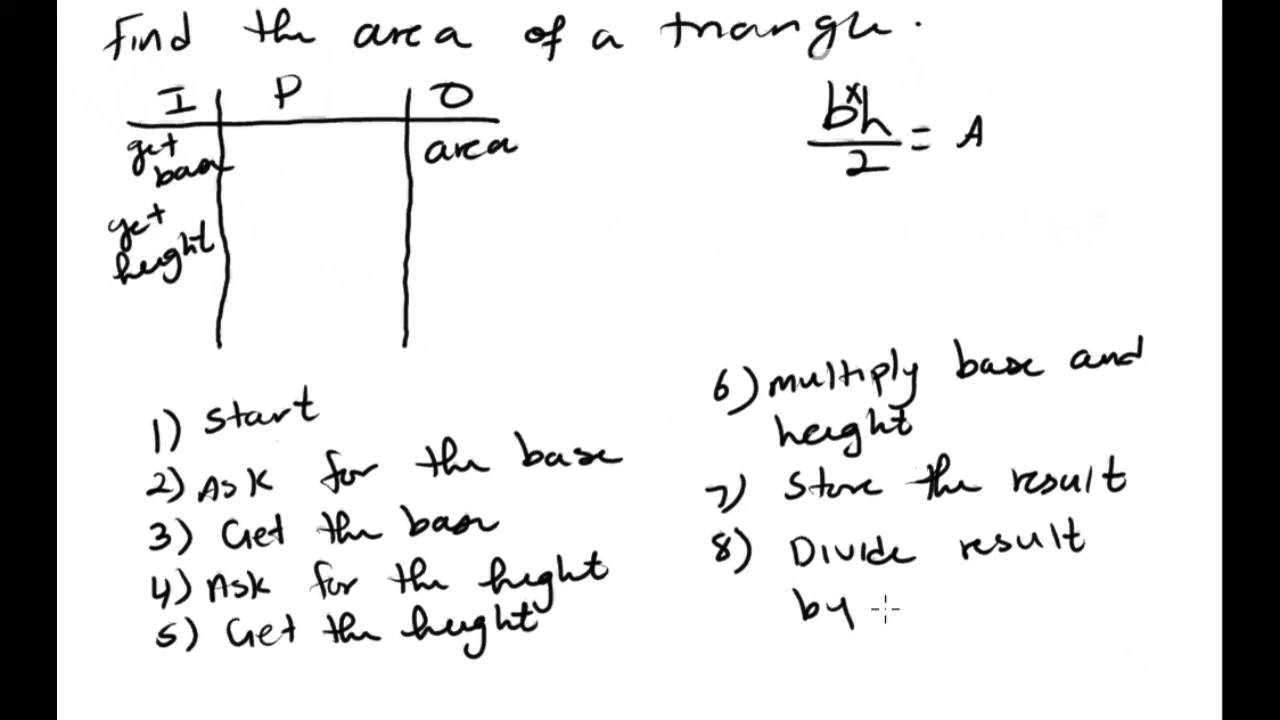 Find the area of a triangle.
I P O
get base
area
get height
b×h
2
= A
1) Start
2) Ask for the base
3) Get the base
4) Ask for the height
5) Get the height
6) multiply base and
height
7) Store the result
8) Divide result
by